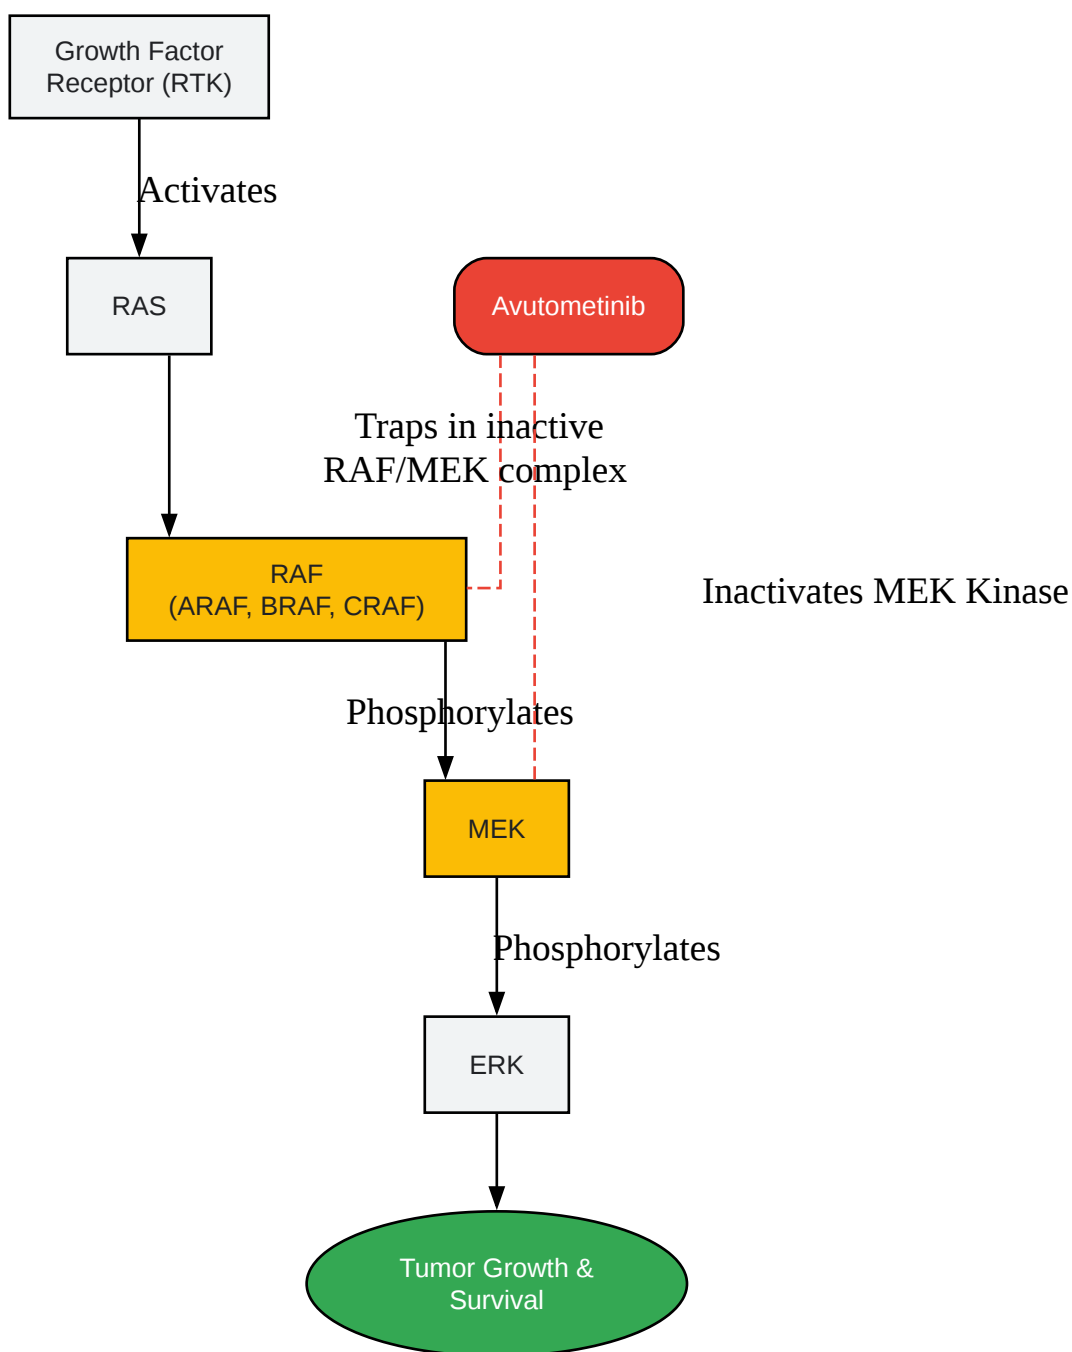 Growth Factor
Receptor (RTK)
Activates
RAS
Avutometinib
Traps in inactive
RAF/MEK complex
RAF
(ARAF, BRAF, CRAF)
Inactivates MEK Kinase
Phosphorylates
MEK
Phosphorylates
ERK
Tumor Growth &
Survival